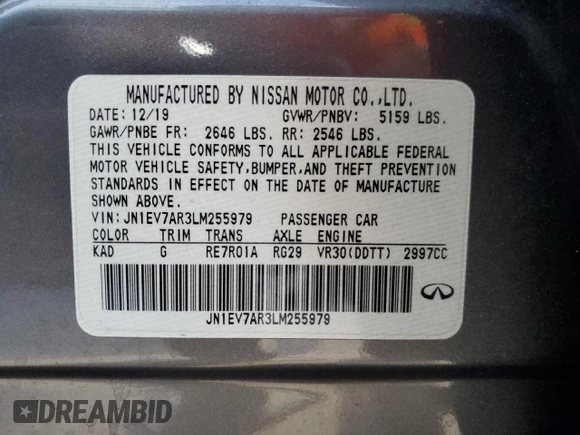 MANUFACTURED BY NISSAN MOTOR CO.,LTD.
DATE: 12/19 GVWR/PNBV: 5159 LBS.
GAWR/PNBE FR: 2646 LBS. RR: 2546 LBS.
THIS VEHICLE CONFORMS TO ALL APPLICABLE FEDERAL
MOTOR VEHICLE SAFETY,BUMPER,AND THEFT PREVENTION
STANDARDS IN EFFECT ON THE DATE OF MANUFACTURE
SHOWN ABOVE.
VIN:JN1EV7AR3LM255979 PASSENGER CAR
COLOR TRIM TRANS AXLE ENGINE
KAD G RE7R01A RG29 VR30(DDTT) 2997CC
JN1EV7AR3LM255979
DREAMBID